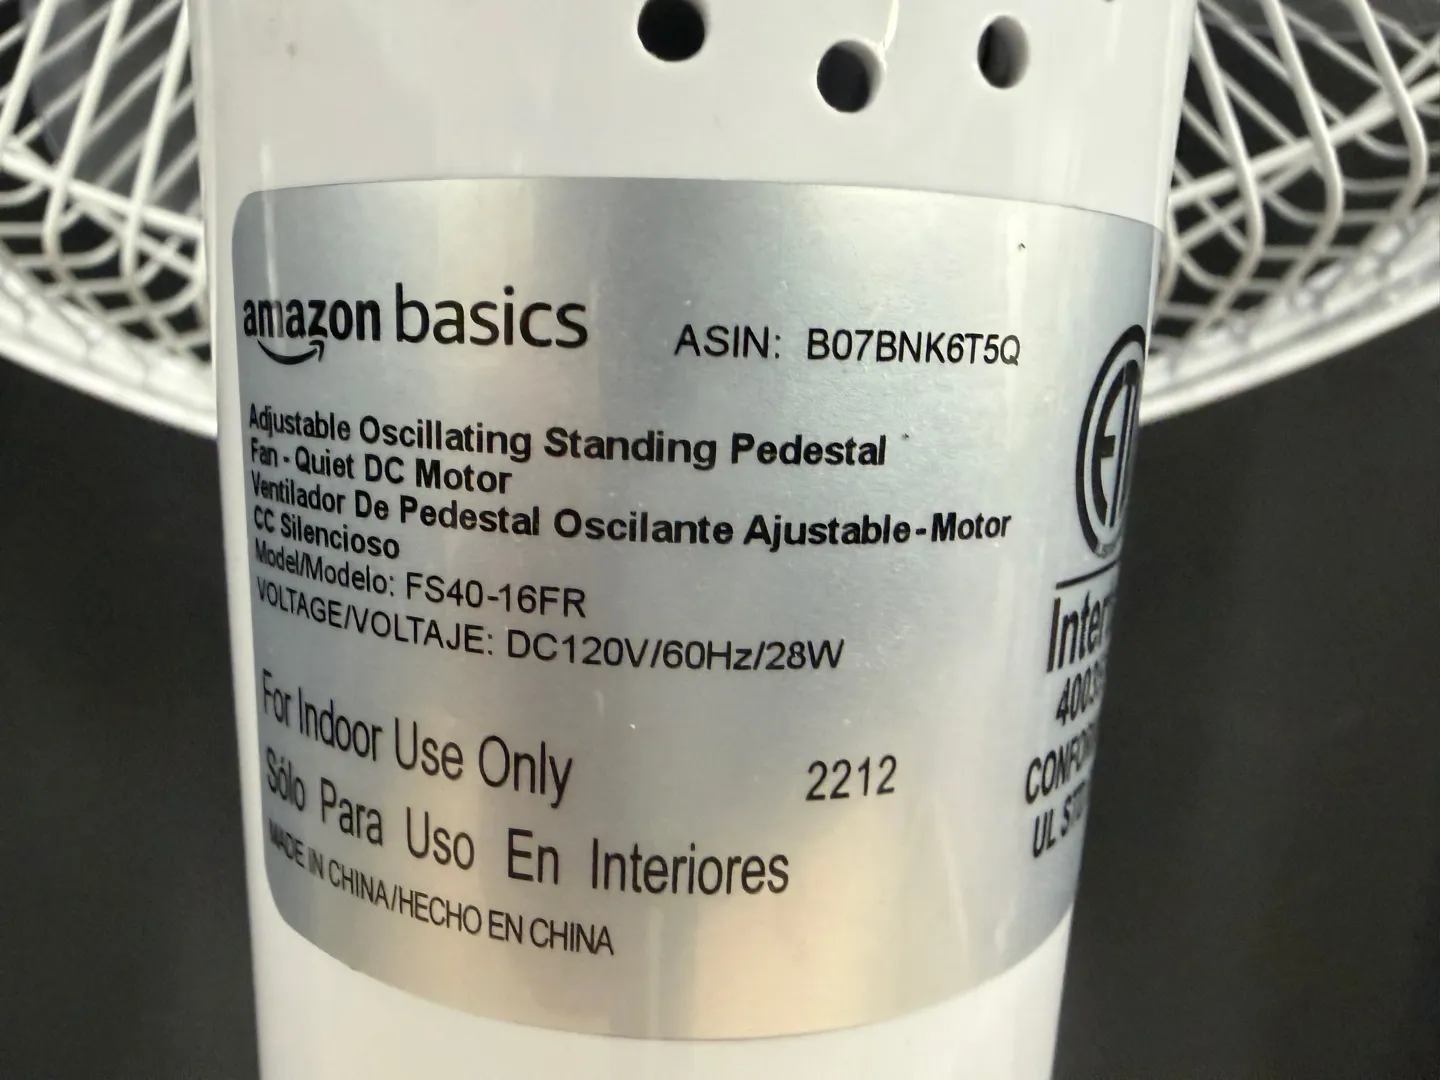 amazon basics
ASIN: B07BNK6T5Q
Adjustable Oscillating Standing Pedestal
Fan - Quiet DC Motor
Ventilador De Pedestal Oscilante Ajustable - Motor
CC Silencioso
Model/Modelo: FS40-16FR
VOLTAGE/VOLTAJE: DC120V/60Hz/28W
For Indoor Use Only
2212
Sólo Para Uso En Interiores
MADE IN CHINA/HECHO EN CHINA
UL